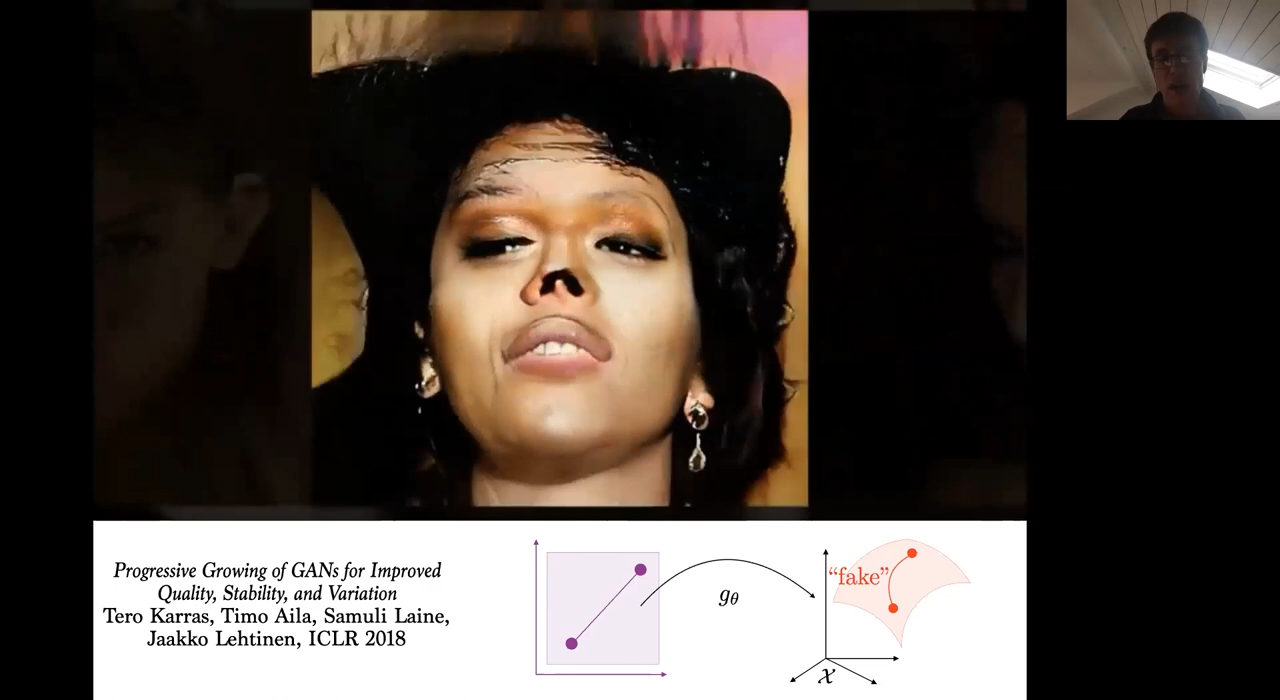 Progressive Growing of GANs for Improved
Quality, Stability, and Variation
Tero Karras, Timo Aila, Samuli Laine,
Jaakko Lehtinen, ICLR 2018
gθ
“fake”
𝒳